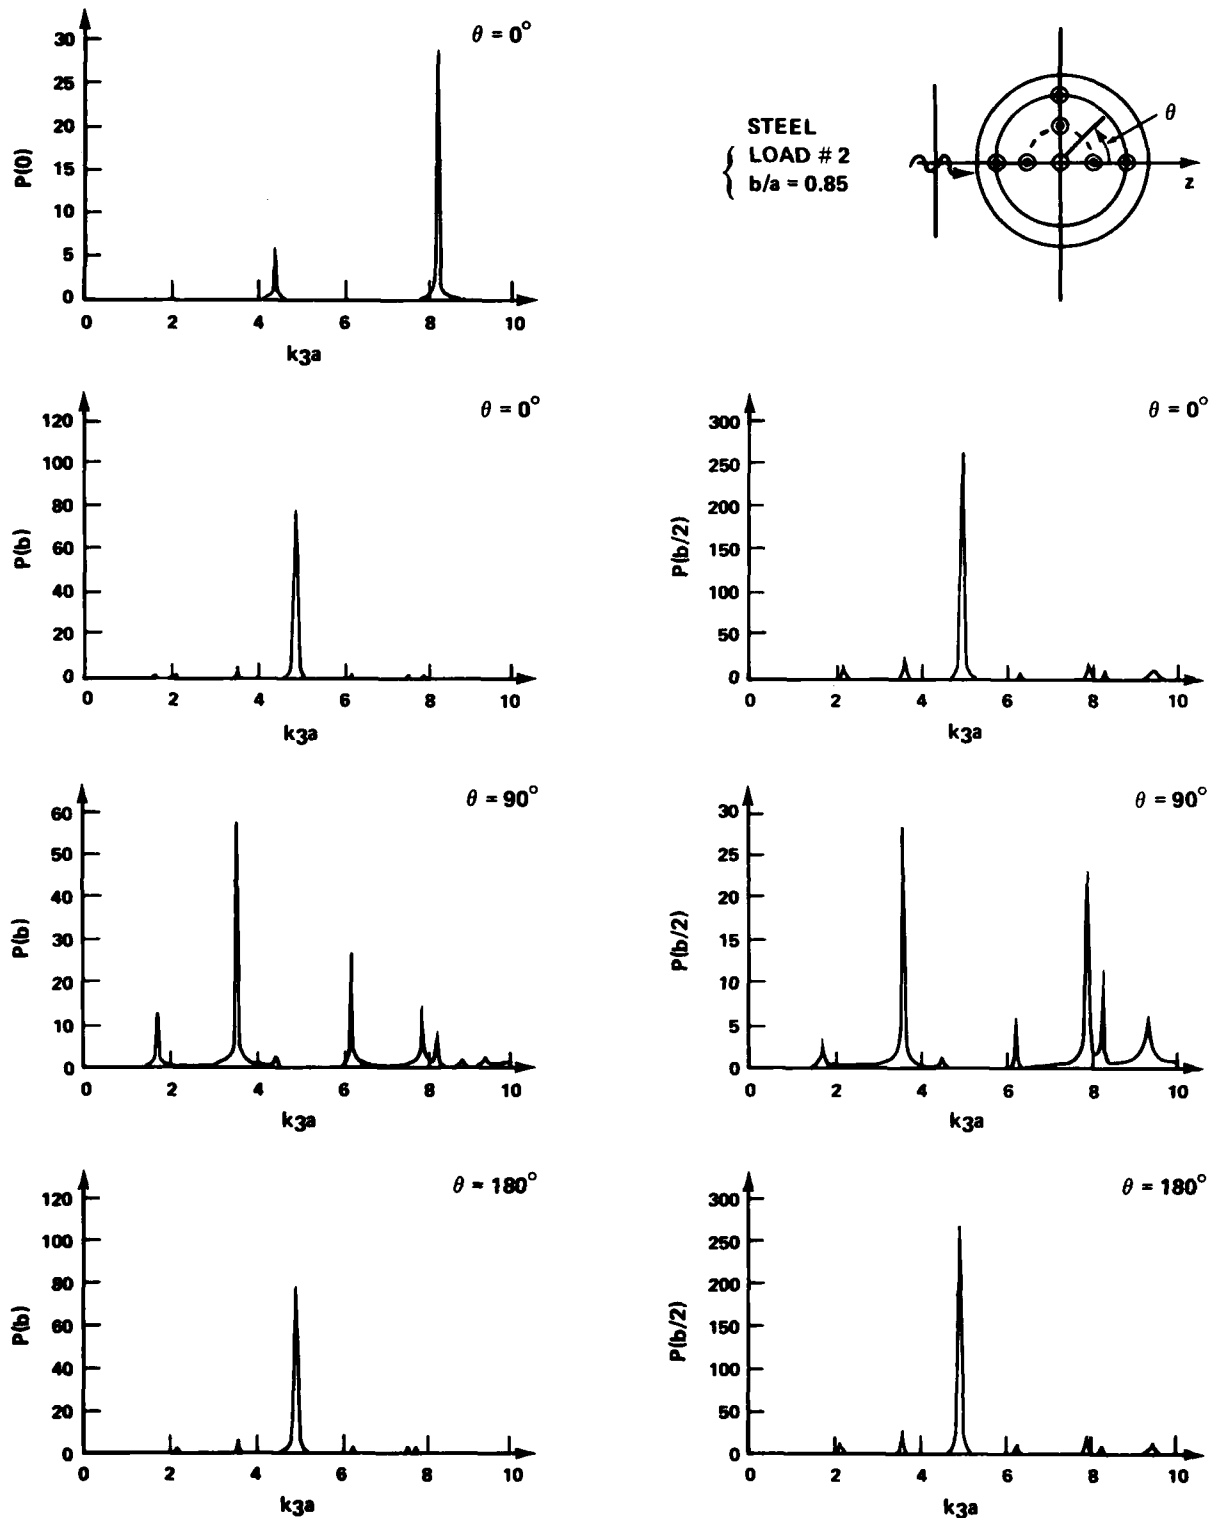 θ = 0°
30
25
20
15
10
5
0
P(0)
0 2 4 6 8 10
k3a
STEEL
LOAD # 2
b/a = 0.85
θ
z
θ = 0°
120
100
80
60
40
20
0
P(b)
0 2 4 6 8 10
k3a
θ = 0°
300
250
200
150
100
50
0
P(b/2)
0 2 4 6 8 10
k3a
θ = 90°
60
50
40
30
20
10
0
P(b)
0 2 4 6 8 10
k3a
θ = 90°
30
25
20
15
10
5
0
P(b/2)
0 2 4 6 8 10
k3a
θ = 180°
120
100
80
60
40
20
0
P(b)
0 2 4 6 8 10
k3a
θ = 180°
300
250
200
150
100
50
0
P(b/2)
0 2 4 6 8 10
k3a